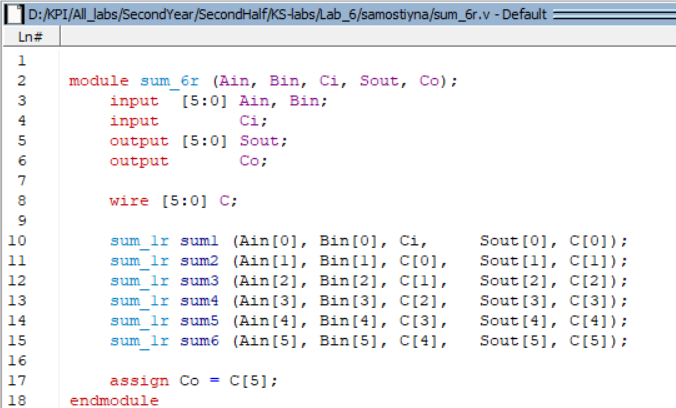 D:/KPI/All_labs/SecondYear/SecondHalf/KS-labs/Lab_6/samostiyna/sum_6r.v - Default
Ln#
1
2 module sum_6r (Ain, Bin, Ci, Sout, Co);
3 input [5:0] Ain, Bin;
4 input Ci;
5 output [5:0] Sout;
6 output Co;
7
8 wire [5:0] C;
9
10 sum_1r sum1 (Ain[0], Bin[0], Ci, Sout[0], C[0]);
11 sum_1r sum2 (Ain[1], Bin[1], C[0], Sout[1], C[1]);
12 sum_1r sum3 (Ain[2], Bin[2], C[1], Sout[2], C[2]);
13 sum_1r sum4 (Ain[3], Bin[3], C[2], Sout[3], C[3]);
14 sum_1r sum5 (Ain[4], Bin[4], C[3], Sout[4], C[4]);
15 sum_1r sum6 (Ain[5], Bin[5], C[4], Sout[5], C[5]);
16
17 assign Co = C[5];
18 endmodule